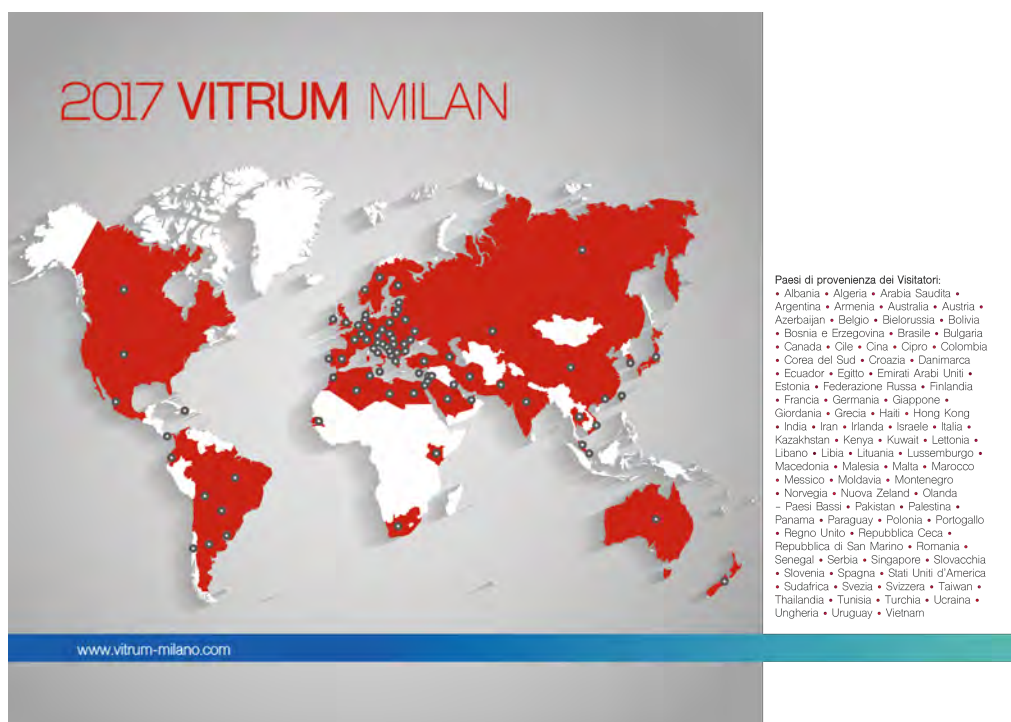 2017 VITRUM MILAN
Paesi di provenienza dei Visitatori:
• Albania • Algeria • Arabia Saudita •
Argentina • Armenia • Australia • Austria •
Azerbaijan • Belgio • Bielorussia • Bolivia
• Bosnia e Erzegovina • Brasile • Bulgaria
• Canada • Cile • Cina • Cipro • Colombia
• Corea del Sud • Croazia • Danimarca
• Ecuador • Egitto • Emirati Arabi Uniti •
Estonia • Federazione Russa • Finlandia
• Francia • Germania • Giappone •
Giordania • Grecia • Haiti • Hong Kong
• India • Iran • Irlanda • Israele • Italia •
Kazakhstan • Kenya • Kuwait • Lettonia •
Libano • Libia • Lituania • Lussemburgo •
Macedonia • Malesia • Malta • Marocco
• Messico • Moldavia • Montenegro
• Norvegia • Nuova Zeland • Olanda
- Paesi Bassi • Pakistan • Palestina •
Panama • Paraguay • Polonia • Portogallo
• Regno Unito • Repubblica Ceca •
Repubblica di San Marino • Romania •
Senegal • Serbia • Singapore • Slovacchia
• Slovenia • Spagna • Stati Uniti d'America
• Sudafrica • Svezia • Svizzera • Taiwan •
Thailandia • Tunisia • Turchia • Ucraina •
Ungheria • Uruguay • Vietnam
www.vitrum-milano.com